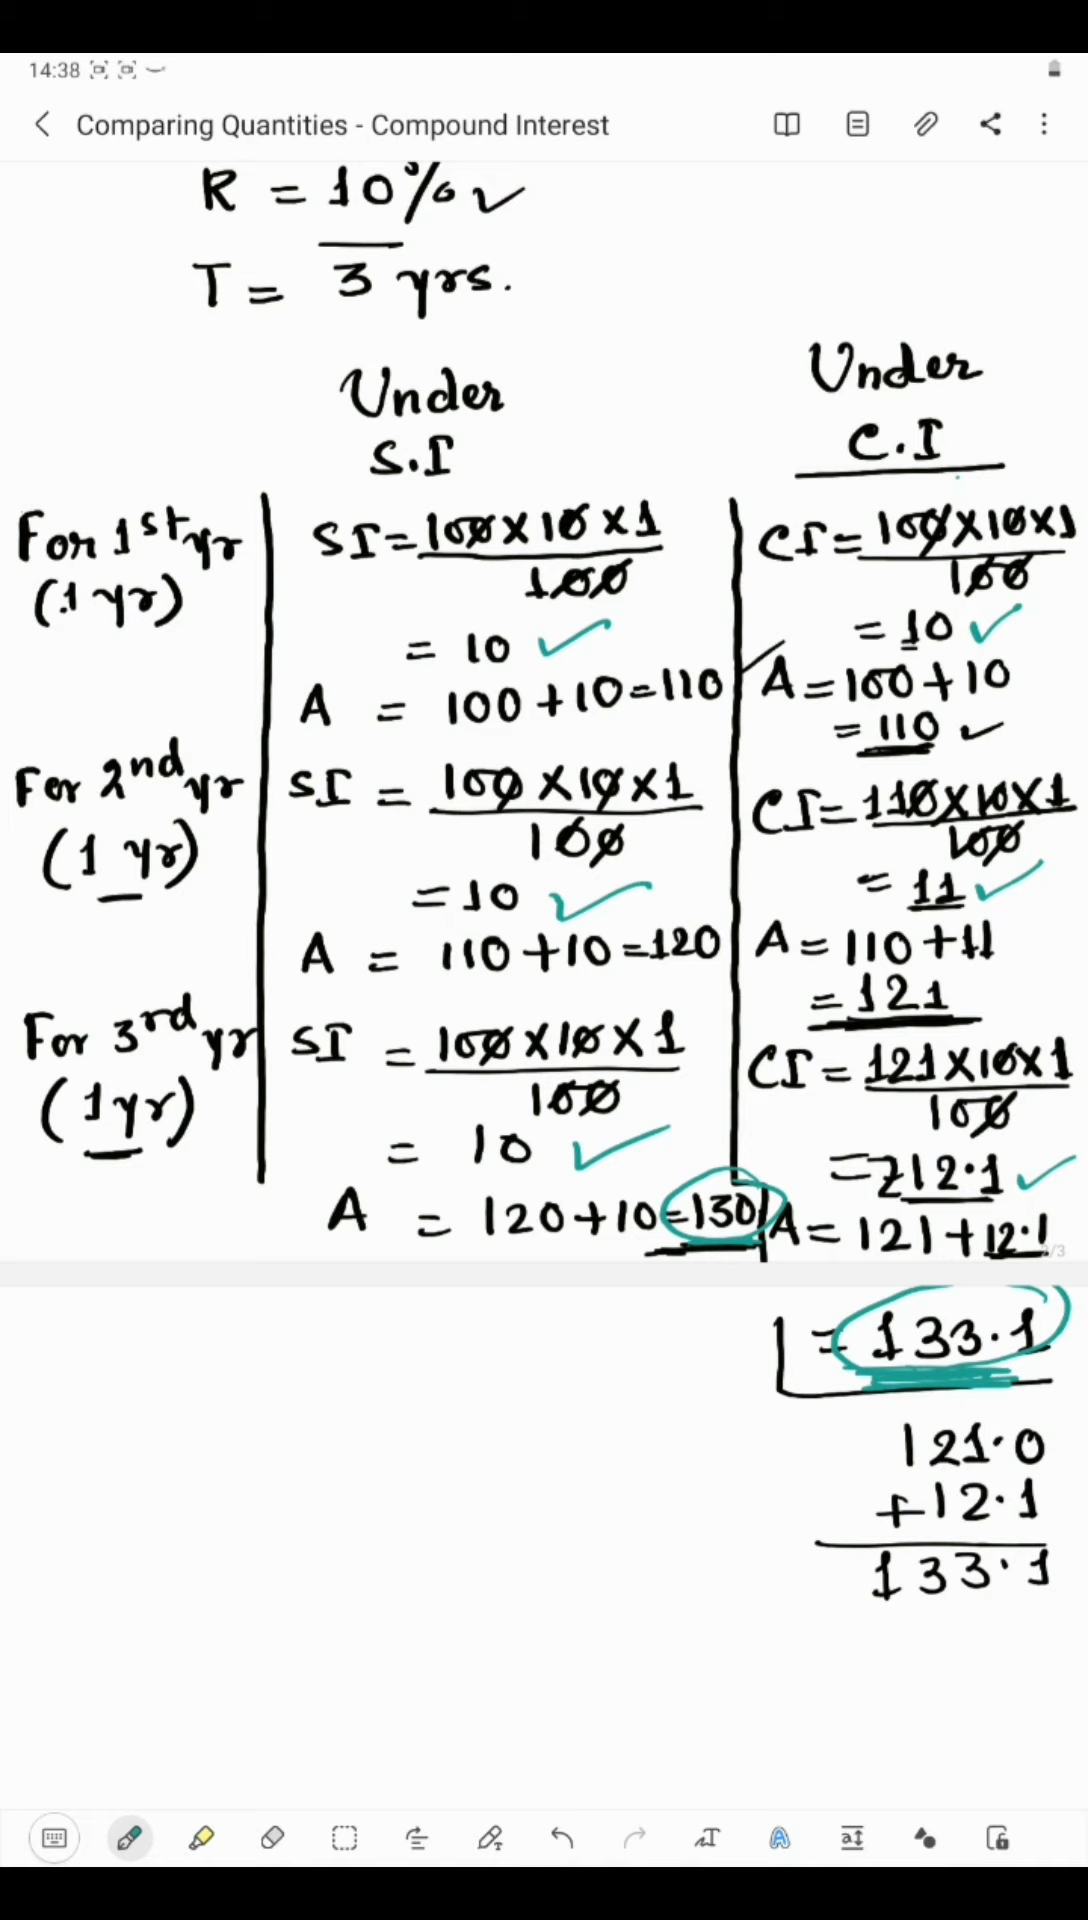 14:38
Comparing Quantities - Compound Interest
R = 10%
T = 3 yrs.
Under
S.I
Under
C.I
For 1st yr
(1 yr)
SI = 100 × 10 × 1
100
= 10
A = 100 + 10 = 110
CI = 100 × 10 × 1
100
= 10
A = 100 + 10
= 110
For 2nd yr
(1 yr)
SI = 100 × 10 × 1
100
= 10
A = 110 + 10 = 120
CI = 110 × 10 × 1
100
= 11
A = 110 + 11
= 121
For 3rd yr
(1 yr)
SI = 100 × 10 × 1
100
= 10
A = 120 + 10 = 130
CI = 121 × 10 × 1
100
= 12.1
A = 121 + 12.1
= 133.1
121.0
+ 12.1
133.1